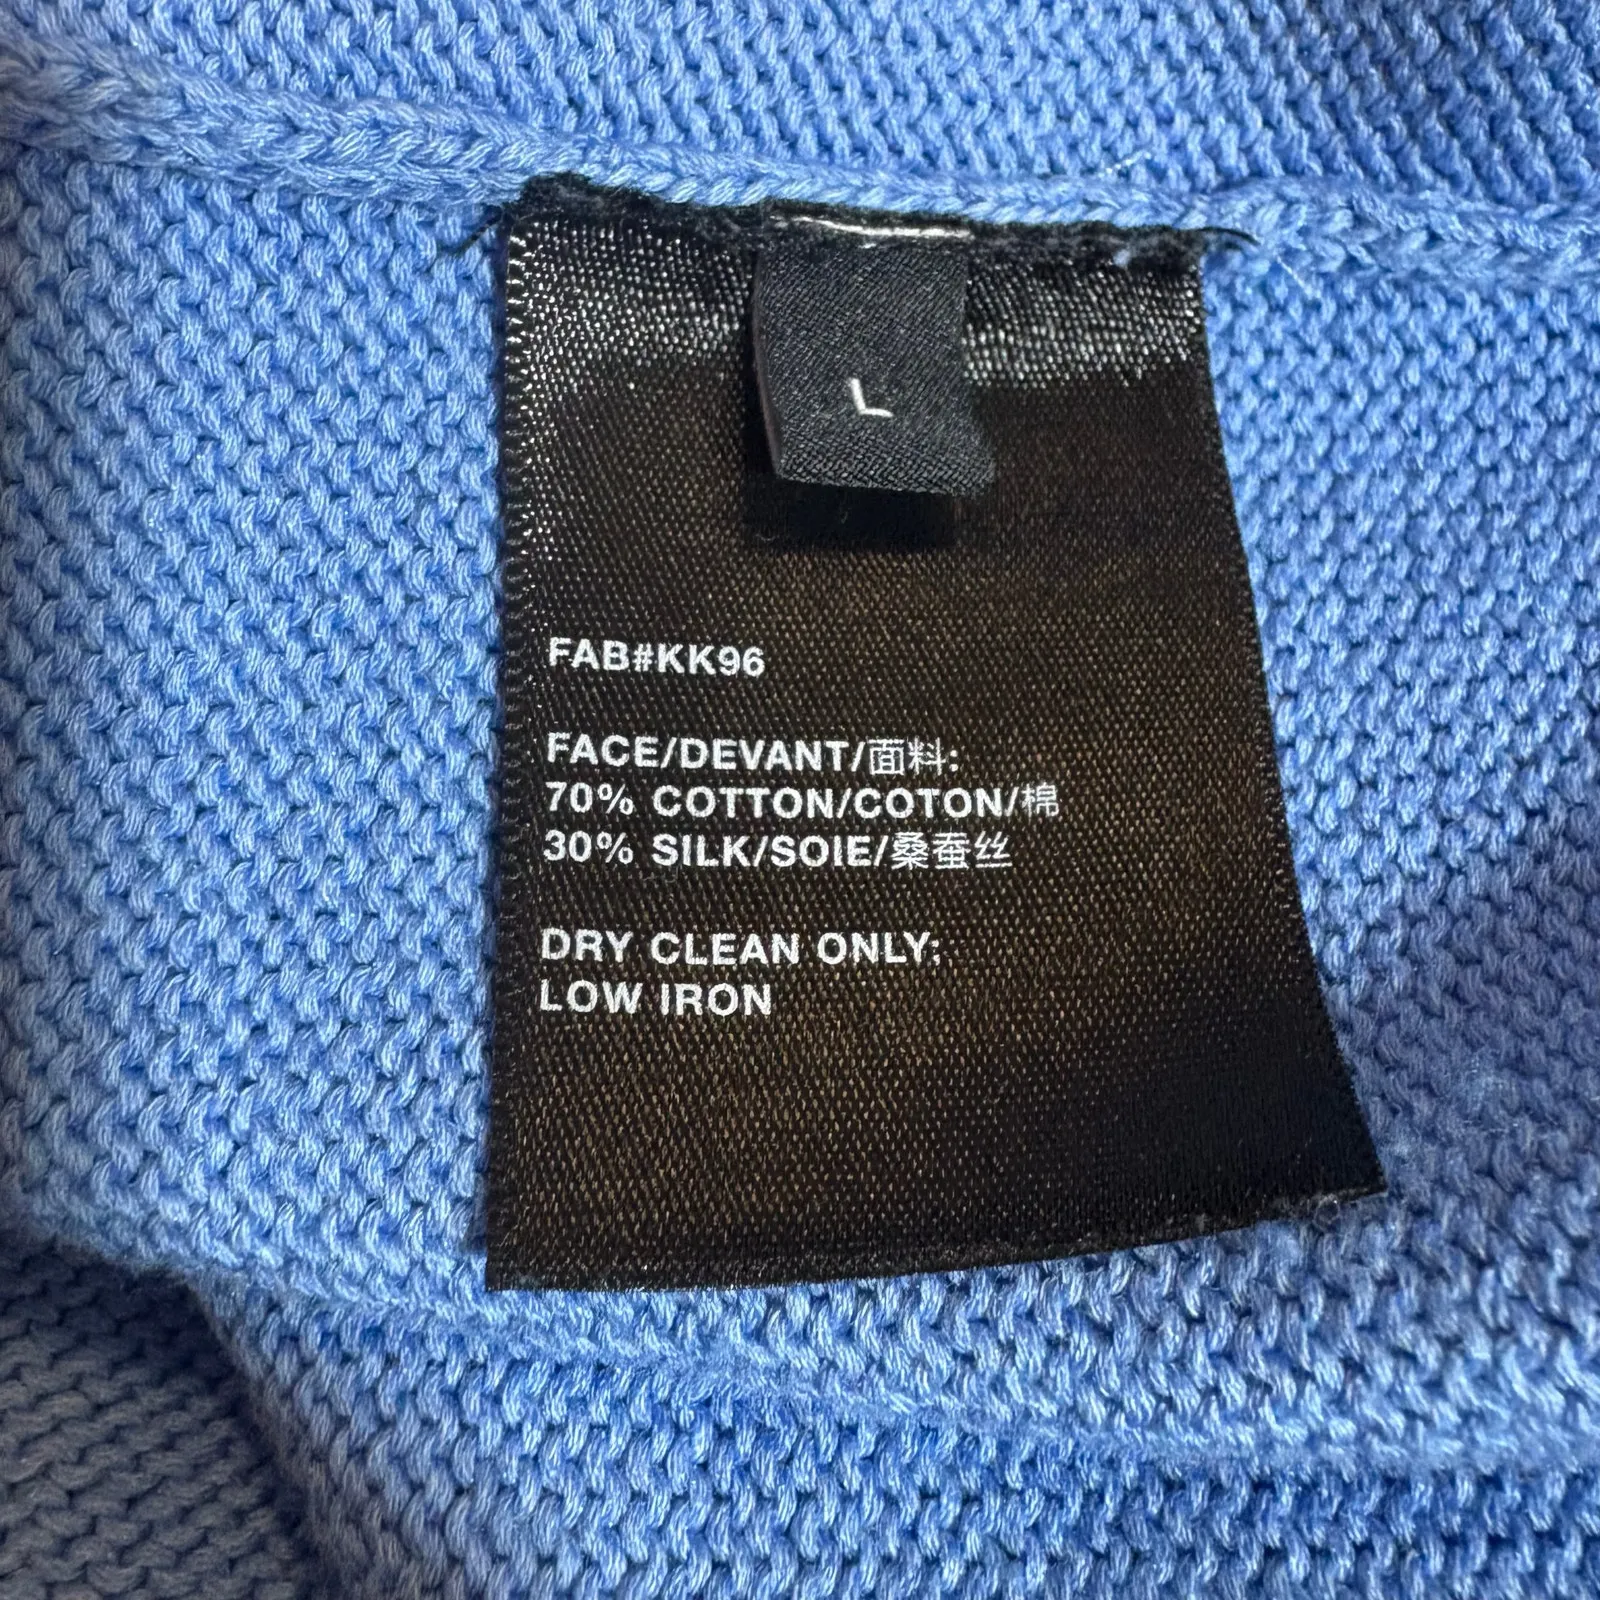 L
FAB#KK96
FACE/DEVANT/面料:
70% COTTON/COTON/棉
30% SILK/SOIE/桑蚕丝
DRY CLEAN ONLY;
LOW IRON